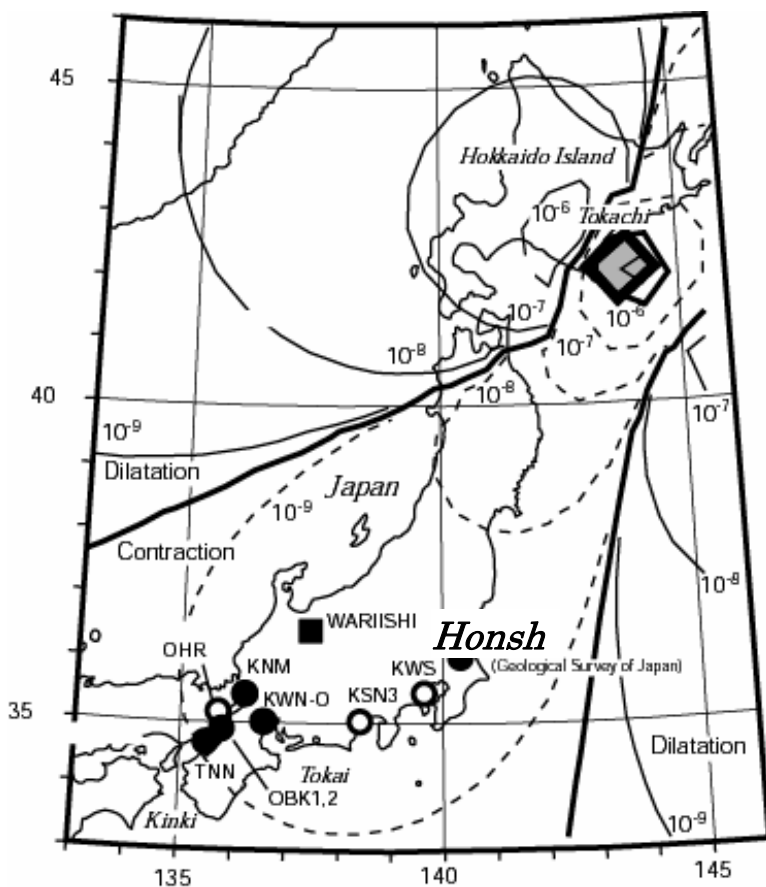 45
Hokkaido Island
10-6
Tokachi
10-7
10-6
10-8
10-7
10-8
40
10-7
10-9
Dilatation
Japan
10-9
Contraction
10-8
WARIISHI
Honsh
OHR
KNM
KWS
(Geological Survey of Japan)
KWN-O
KSN3
35
Dilatation
TNN
Tokai
OBK1,2
Kinki
10-9
135
140
145